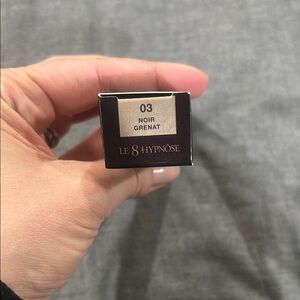 03
NOIR
GRENAT
LE 8 HYPNÔSE